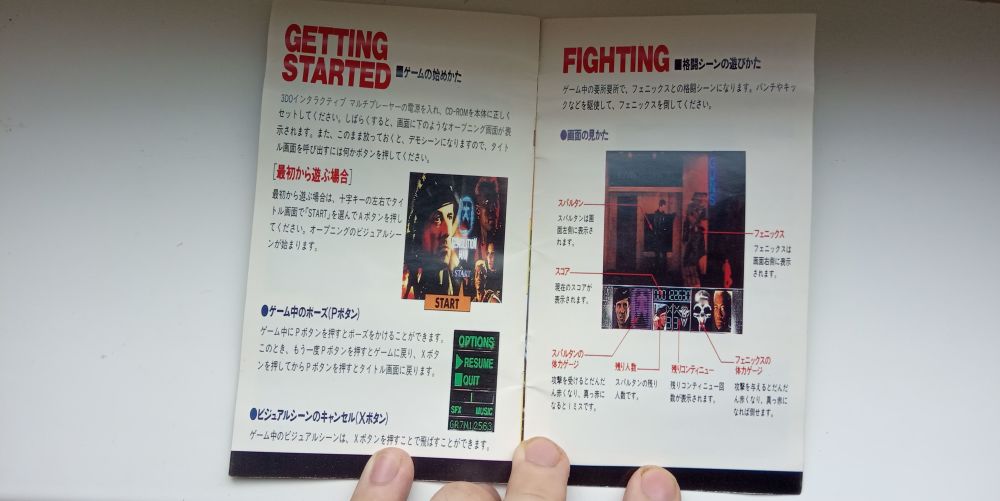 GETTING
STARTED ■ゲームの始めかた
3DOインタラクティブ マルチプレーヤーの電源を入れ、CD-ROMを本体に正しく
セットしてください。しばらくすると、画面に下のようなオープニング画面が表
示されます。また、このまま放っておくと、デモシーンになりますので、タイト
ル画面を呼び出すには何かボタンを押してください。
[最初から遊ぶ場合]
最初から遊ぶ場合は、十字キーの左右でタイ
トル画面で「START」を選んでAボタンを押し
てください。オープニングのビジュアルシー
ンが始まります。
START
START
●ゲーム中のポーズ(Pボタン)
ゲーム中にPボタンを押すとポーズをかけることができます。
このとき、もう一度Pボタンを押すとゲームに戻り、Xボタ
ンを押してからPボタンを押すとタイトル画面に戻ります。
OPTIONS
RESUME
QUIT
SFX MUSIC
●ビジュアルシーンのキャンセル(Xボタン)
ゲーム中のビジュアルシーンは、Xボタンを押すことで飛ばすことができます。
FIGHTING ■格闘シーンの遊びかた
ゲーム中の要所要所で、フェニックスとの格闘シーンになります。パンチやキッ
クなどを駆使して、フェニックスを倒してください。
●画面の見かた
スパルタン
スパルタンは画
面左側に表示さ
れます。
フェニックス
フェニックスは
画面右側に表示
されます。
スコア
現在のスコアが
表示されます。
スパルタンの
体力ゲージ
攻撃を受けるとだんだ
ん赤くなり、真っ赤に
なると1ミスです。
残り人数
スパルタンの残り
人数です。
残りコンティニュー
残りコンティニュー回
数が表示されます。
フェニックスの
体力ゲージ
攻撃を与えるとだんだ
ん赤くなり、真っ赤に
なれば倒せます。